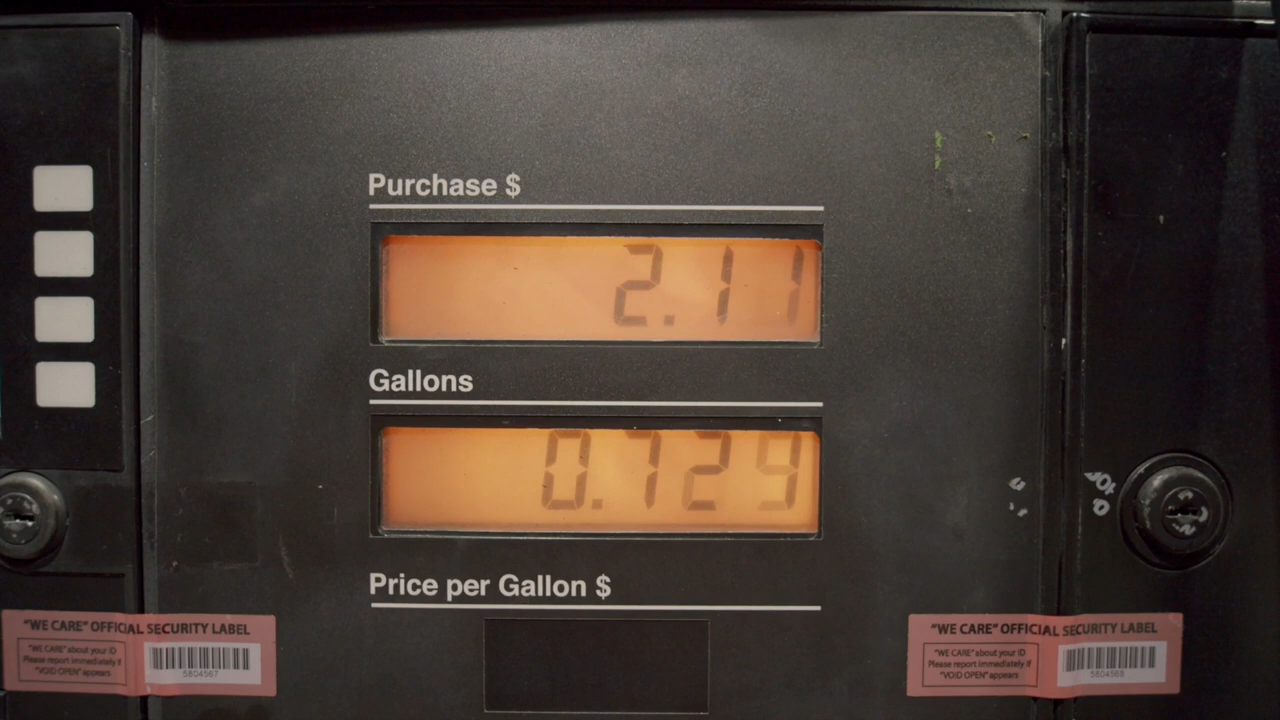 Purchase $
2.11
Gallons
0.729
Price per Gallon $
"WE CARE" OFFICIAL SECURITY LABEL
"WE CARE" about your ID
Please report immediately if
"VOID OPEN" appears
5804567
"WE CARE" OFFICIAL SECURITY LABEL
"WE CARE" about your ID
Please report immediately if
"VOID OPEN" appears
5804568